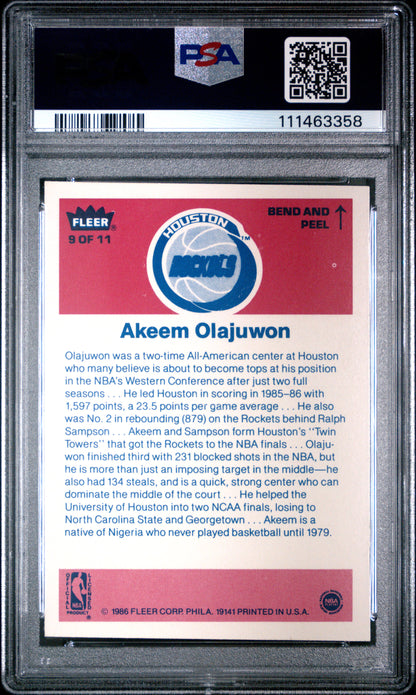 PSA
111463358
FLEER®
9 OF 11
HOUSTON
ROCKETS
TM
BEND AND
PEEL
Akeem Olajuwon
Olajuwon was a two-time All-American center at Houston
who many believe is about to become tops at his position
in the NBA's Western Conference after just two full
seasons . . . He led Houston in scoring in 1985–86 with
1,597 points, a 23.5 points per game average . . . He also
was No. 2 in rebounding (879) on the Rockets behind Ralph
Sampson . . . Akeem and Sampson form Houston's "Twin
Towers" that got the Rockets to the NBA finals . . . Olaju-
won finished third with 231 blocked shots in the NBA, but
he is more than just an imposing target in the middle—he
also had 134 steals, and is a quick, strong center who can
dominate the middle of the court . . . He helped the
University of Houston into two NCAA finals, losing to
North Carolina State and Georgetown . . . Akeem is a
native of Nigeria who never played basketball until 1979.
OFFICIAL LICENSED
NBA
PRODUCT
© 1986 FLEER CORP. PHILA. 19141 PRINTED IN U.S.A.
NBA